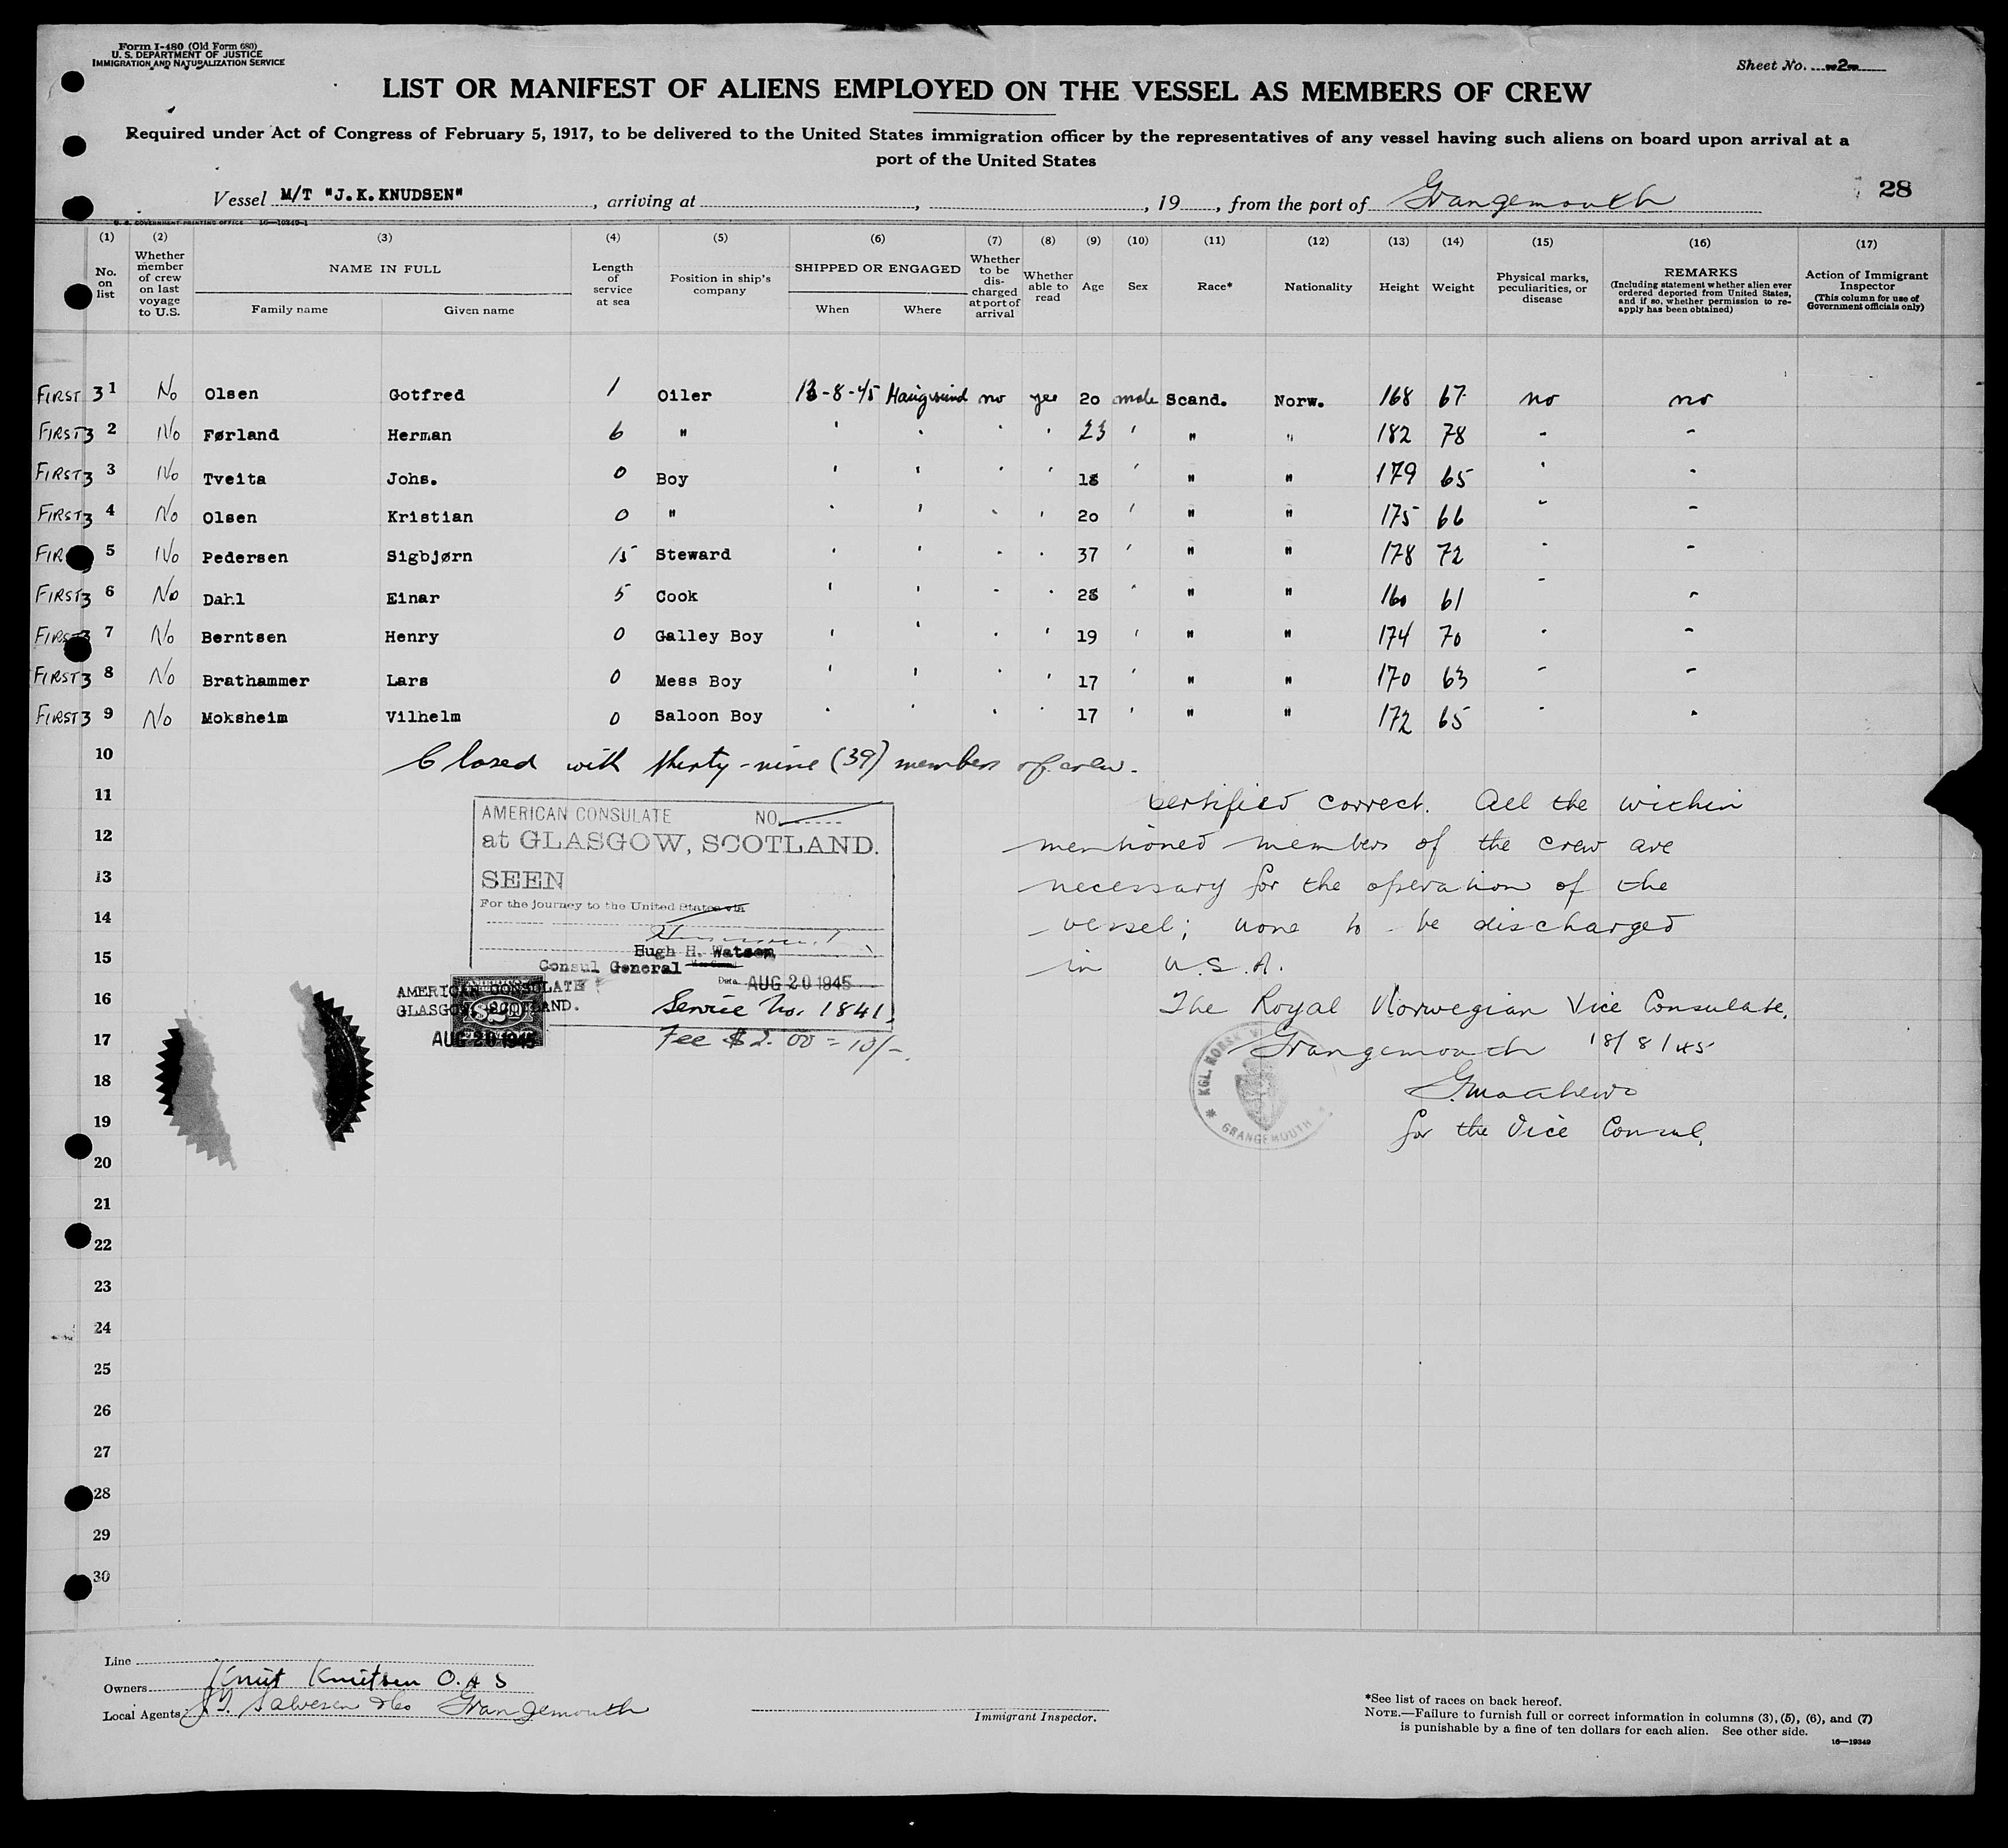 Form I-480 (Old Form 680)
U. S. DEPARTMENT OF JUSTICE
IMMIGRATION AND NATURALIZATION SERVICE
Sheet No. -2-
LIST OR MANIFEST OF ALIENS EMPLOYED ON THE VESSEL AS MEMBERS OF CREW
Required under Act of Congress of February 5, 1917, to be delivered to the United States immigration officer by the representatives of any vessel having such aliens on board upon arrival at a
port of the United States
Vessel M/T "J.K.KNUDSEN", arriving at , , 19 , from the port of Grangemouth
28
U. S. GOVERNMENT PRINTING OFFICE 16—19349-1
(1) No. on list
(2) Whether member of crew on last voyage to U.S.
(3) NAME IN FULL Family name Given name
(4) Length of service at sea
(5) Position in ship's company
(6) SHIPPED OR ENGAGED When Where
(7) Whether to be discharged at port of arrival
(8) Whether able to read
(9) Age
(10) Sex
(11) Race*
(12) Nationality
(13) Height
(14) Weight
(15) Physical marks, peculiarities, or disease
(16) REMARKS (Including statement whether alien ever ordered deported from United States, and if so, whether permission to re-apply has been obtained)
(17) Action of Immigrant Inspector (This column for use of Government officials only)
FIRST 3 1 No Olsen Gotfred 1 Oiler 13-8-45 Haugesund no yes 20 male Scand. Norw. 168 67 no no
FIRST 3 2 No Førland Herman 6 " ' ' ' ' 23 ' " " 182 78 - -
FIRST 3 3 No Tveita Johs. 0 Boy ' ' ' ' 18 ' " " 179 65 ' -
FIRST 3 4 No Olsen Kristian 0 " ' ' ' ' 20 ' " " 175 66 - -
FIR 5 No Pedersen Sigbjørn 15 Steward ' ' ' ' 37 ' " " 178 72 - -
FIRST 3 6 No Dahl Einar 5 Cook ' ' ' ' 28 ' " " 160 61 - -
FIRST 3 7 No Berntsen Henry 0 Galley Boy ' ' ' ' 19 ' " " 174 70 - -
FIRST 3 8 No Brathammer Lars 0 Mess Boy ' ' ' ' 17 ' " " 170 63 - -
FIRST 3 9 No Moksheim Vilhelm 0 Saloon Boy ' ' ' ' 17 ' " " 172 65 - -
10
Closed with thirty-nine (39) members of crew.
11
12
13
14
15
16
17
18
19
20
21
22
23
24
25
26
27
28
29
30
AMERICAN CONSULATE NO.
at GLASGOW, SCOTLAND.
SEEN
For the journey to the United States via
Hugh H. Watson
Consul General
Date AUG 20 1945
Service No. 1841
Fee $2.00 = 10/-.
AMERICAN CONSULATE
GLASGOW, SCOTLAND.
$2
AUG 20 1945
Certified correct. All the within
mentioned members of the crew are
necessary for the operation of the
vessel; none to be discharged
in U.S.A.
The Royal Norwegian Vice Consulate,
Grangemouth 18/8/45
G. Mathews
for the Vice Consul.
KGL. NORSK
GRANGEMOUTH
Line
Owners Knut Knutsen O.A.S
Local Agents J.T. Salvesen & Co Grangemouth
Immigrant Inspector.
*See list of races on back hereof.
NOTE.—Failure to furnish full or correct information in columns (3), (5), (6), and (7)
is punishable by a fine of ten dollars for each alien. See other side.
16—19349